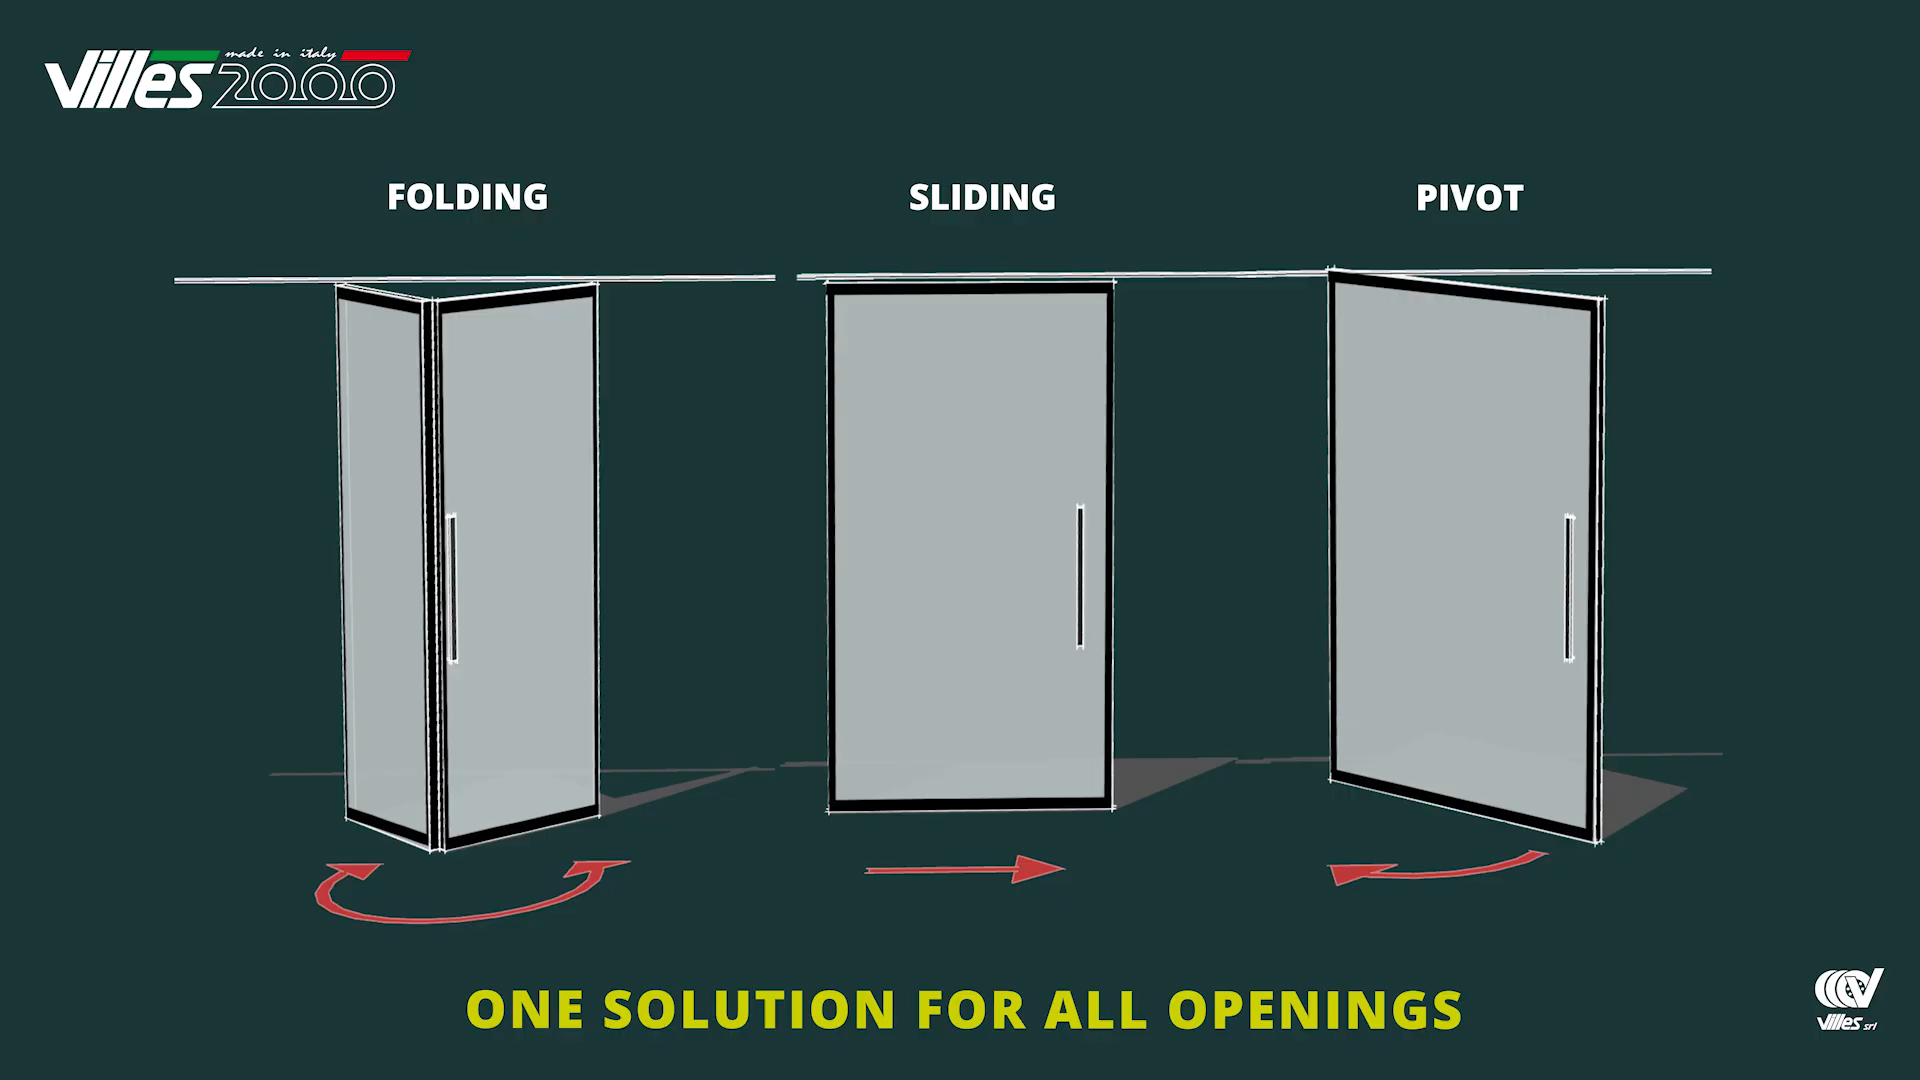 Villes 2000 made in italy
FOLDING
SLIDING
PIVOT
ONE SOLUTION FOR ALL OPENINGS
Villes srl